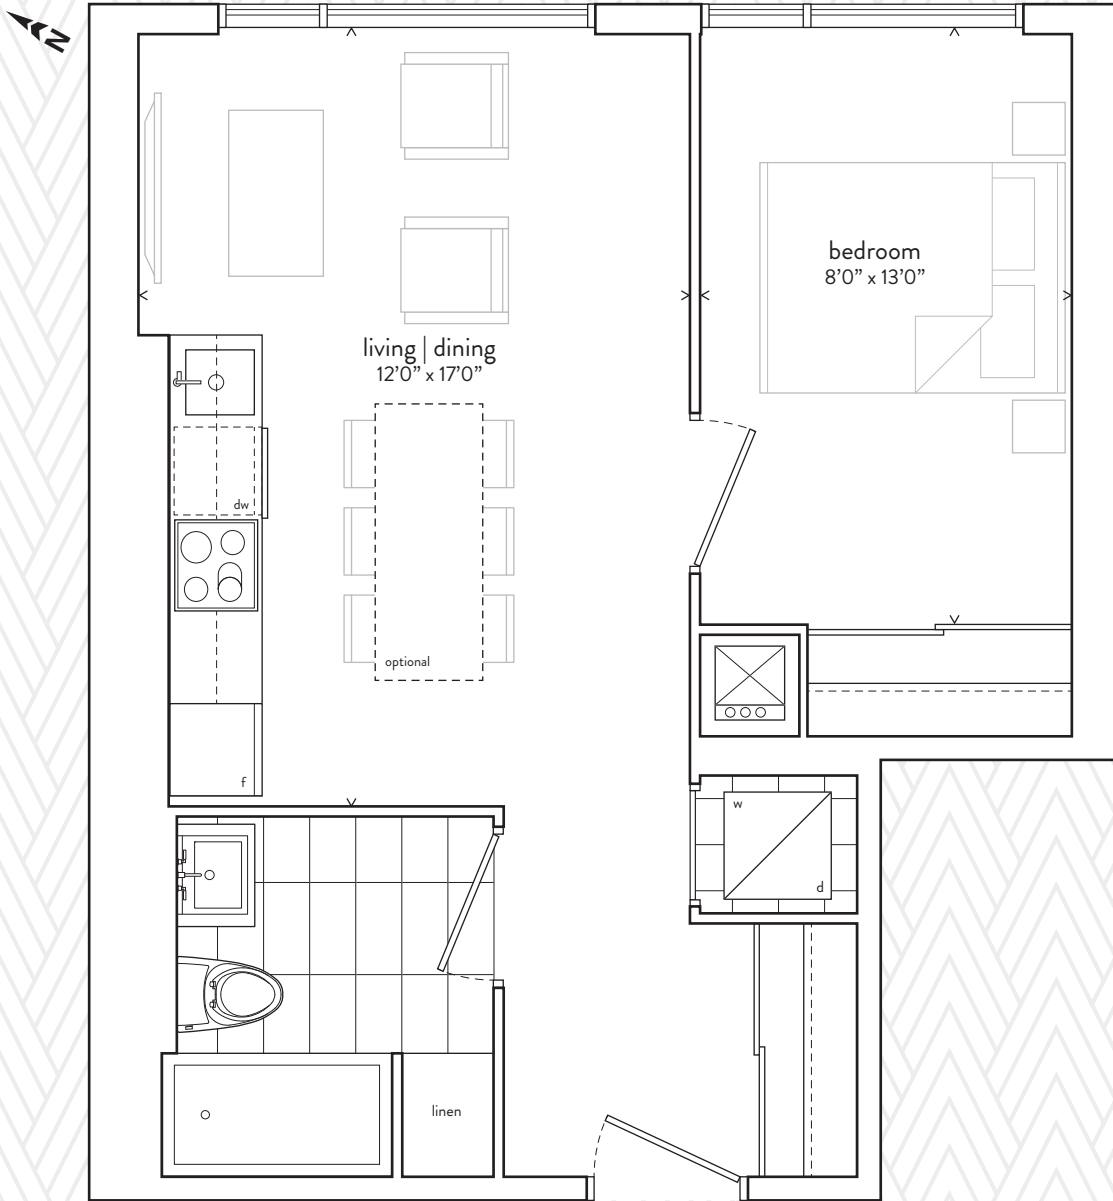 N
bedroom
8’0” x 13’0”
living | dining
12’0” x 17’0”
dw
optional
f
w
d
linen